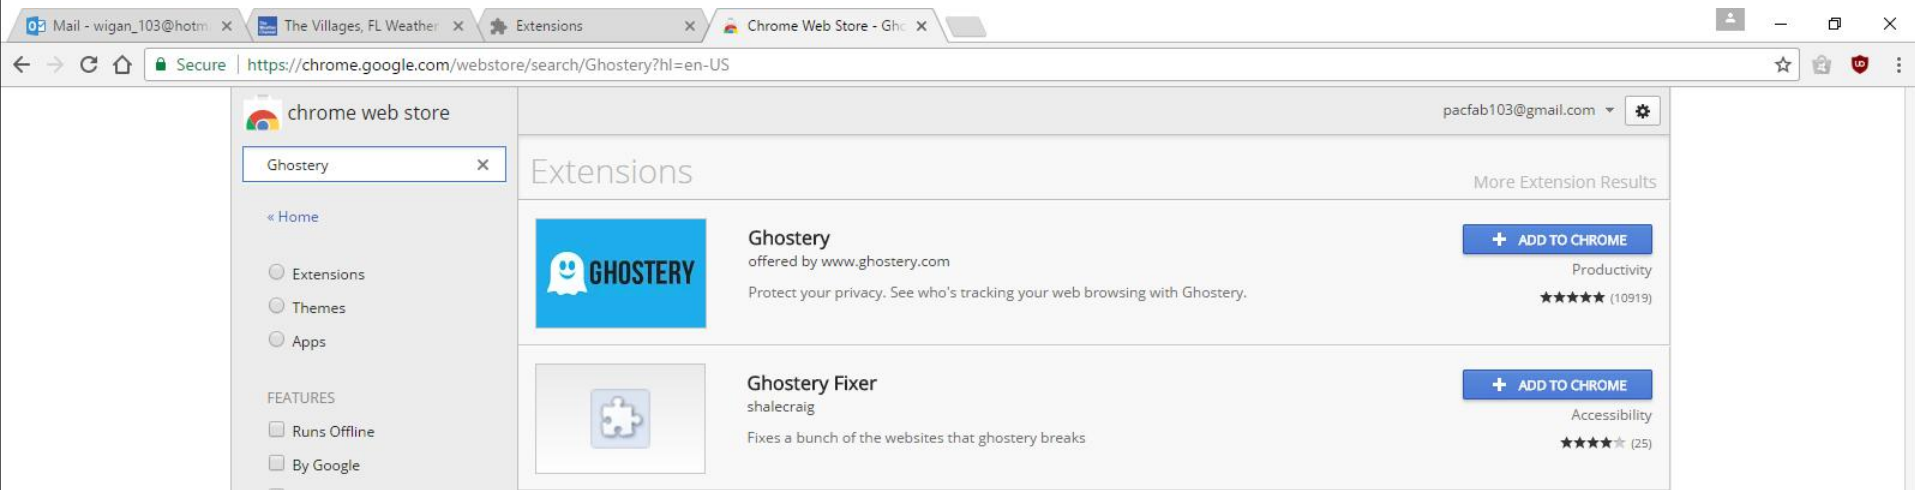 Mail - wigan_103@hotm
The Villages, FL Weather
Extensions
Chrome Web Store - Gho
Secure
https://chrome.google.com/webstore/search/Ghostery?hl=en-US
chrome web store
pacfab103@gmail.com
Ghostery
Extensions
More Extension Results
« Home
Extensions
Themes
Apps
FEATURES
Runs Offline
By Google
GHOSTERY
Ghostery
offered by www.ghostery.com
Protect your privacy. See who's tracking your web browsing with Ghostery.
ADD TO CHROME
Productivity
(10919)
Ghostery Fixer
shalecraig
Fixes a bunch of the websites that ghostery breaks
ADD TO CHROME
Accessibility
(25)